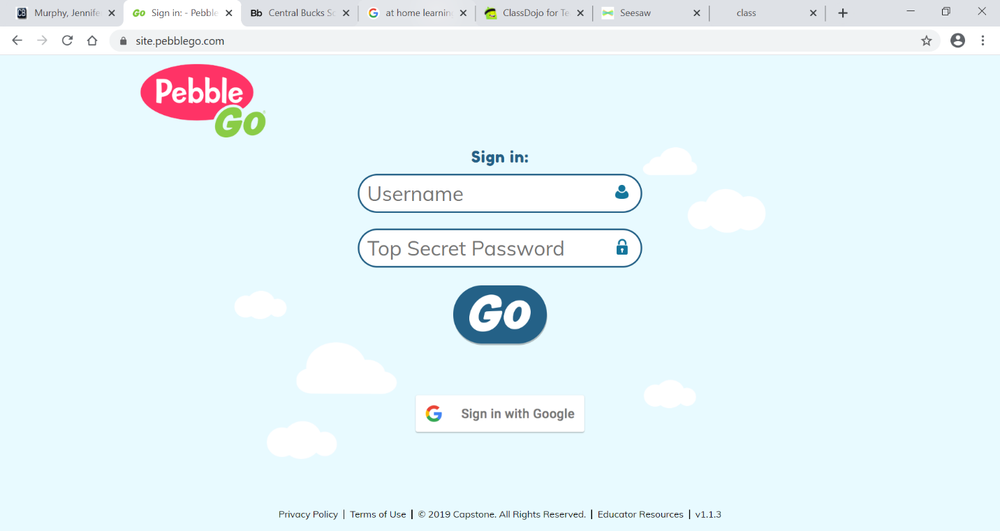 CB Murphy, Jennife
Go Sign in: - Pebble
Bb Central Bucks Sc
G at home learning
ClassDojo for Te
Seesaw
class
site.pebblego.com
Pebble
Go
Sign in:
Username
Top Secret Password
Go
G Sign in with Google
Privacy Policy | Terms of Use | © 2019 Capstone. All Rights Reserved. | Educator Resources | v1.1.3